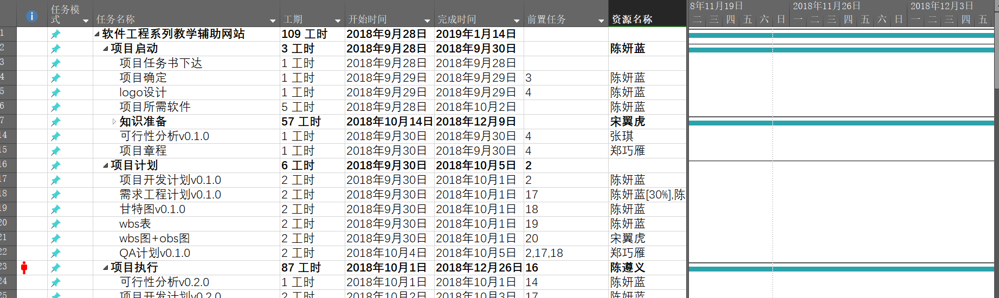 任务模式 任务名称 工期 开始时间 完成时间 前置任务 资源名称 8年11月19日 2018年11月26日 2018年12月3日
二 三 四 五 六 日 一 二 三 四 五 六 日 一 二 三 四 五
1 软件工程系列教学辅助网站 109 工时 2018年9月28日 2019年1月14日
2 项目启动 3 工时 2018年9月28日 2018年9月30日 陈妍蓝
3 项目任务书下达 1 工时 2018年9月28日 2018年9月28日
4 项目确定 1 工时 2018年9月29日 2018年9月29日 3 陈妍蓝
5 logo设计 1 工时 2018年9月29日 2018年9月29日 4 陈妍蓝
6 项目所需软件 5 工时 2018年9月28日 2018年10月2日 陈妍蓝
7 知识准备 57 工时 2018年10月14日 2018年12月9日 宋翼虎
14 可行性分析v0.1.0 1 工时 2018年9月30日 2018年9月30日 4 张琪
15 项目章程 1 工时 2018年9月30日 2018年9月30日 4 郑巧雁
16 项目计划 6 工时 2018年9月30日 2018年10月5日 2
17 项目开发计划v0.1.0 2 工时 2018年9月30日 2018年10月1日 2 陈妍蓝
18 需求工程计划v0.1.0 2 工时 2018年9月30日 2018年10月1日 17 陈妍蓝[30%],陈
19 甘特图v0.1.0 2 工时 2018年9月30日 2018年10月1日 18 陈妍蓝
20 wbs表 2 工时 2018年9月30日 2018年10月1日 19 陈妍蓝
21 wbs图+obs图 2 工时 2018年9月30日 2018年10月1日 20 宋翼虎
22 QA计划v0.1.0 2 工时 2018年10月4日 2018年10月5日 2,17,18 郑巧雁
23 项目执行 87 工时 2018年10月1日 2018年12月26日 16 陈遵义
24 可行性分析v0.2.0 1 工时 2018年10月1日 2018年10月1日 14 陈妍蓝
25 项目开发计划v0.2.0 2 工时 2018年10月2日 2018年10月3日 17 陈妍蓝